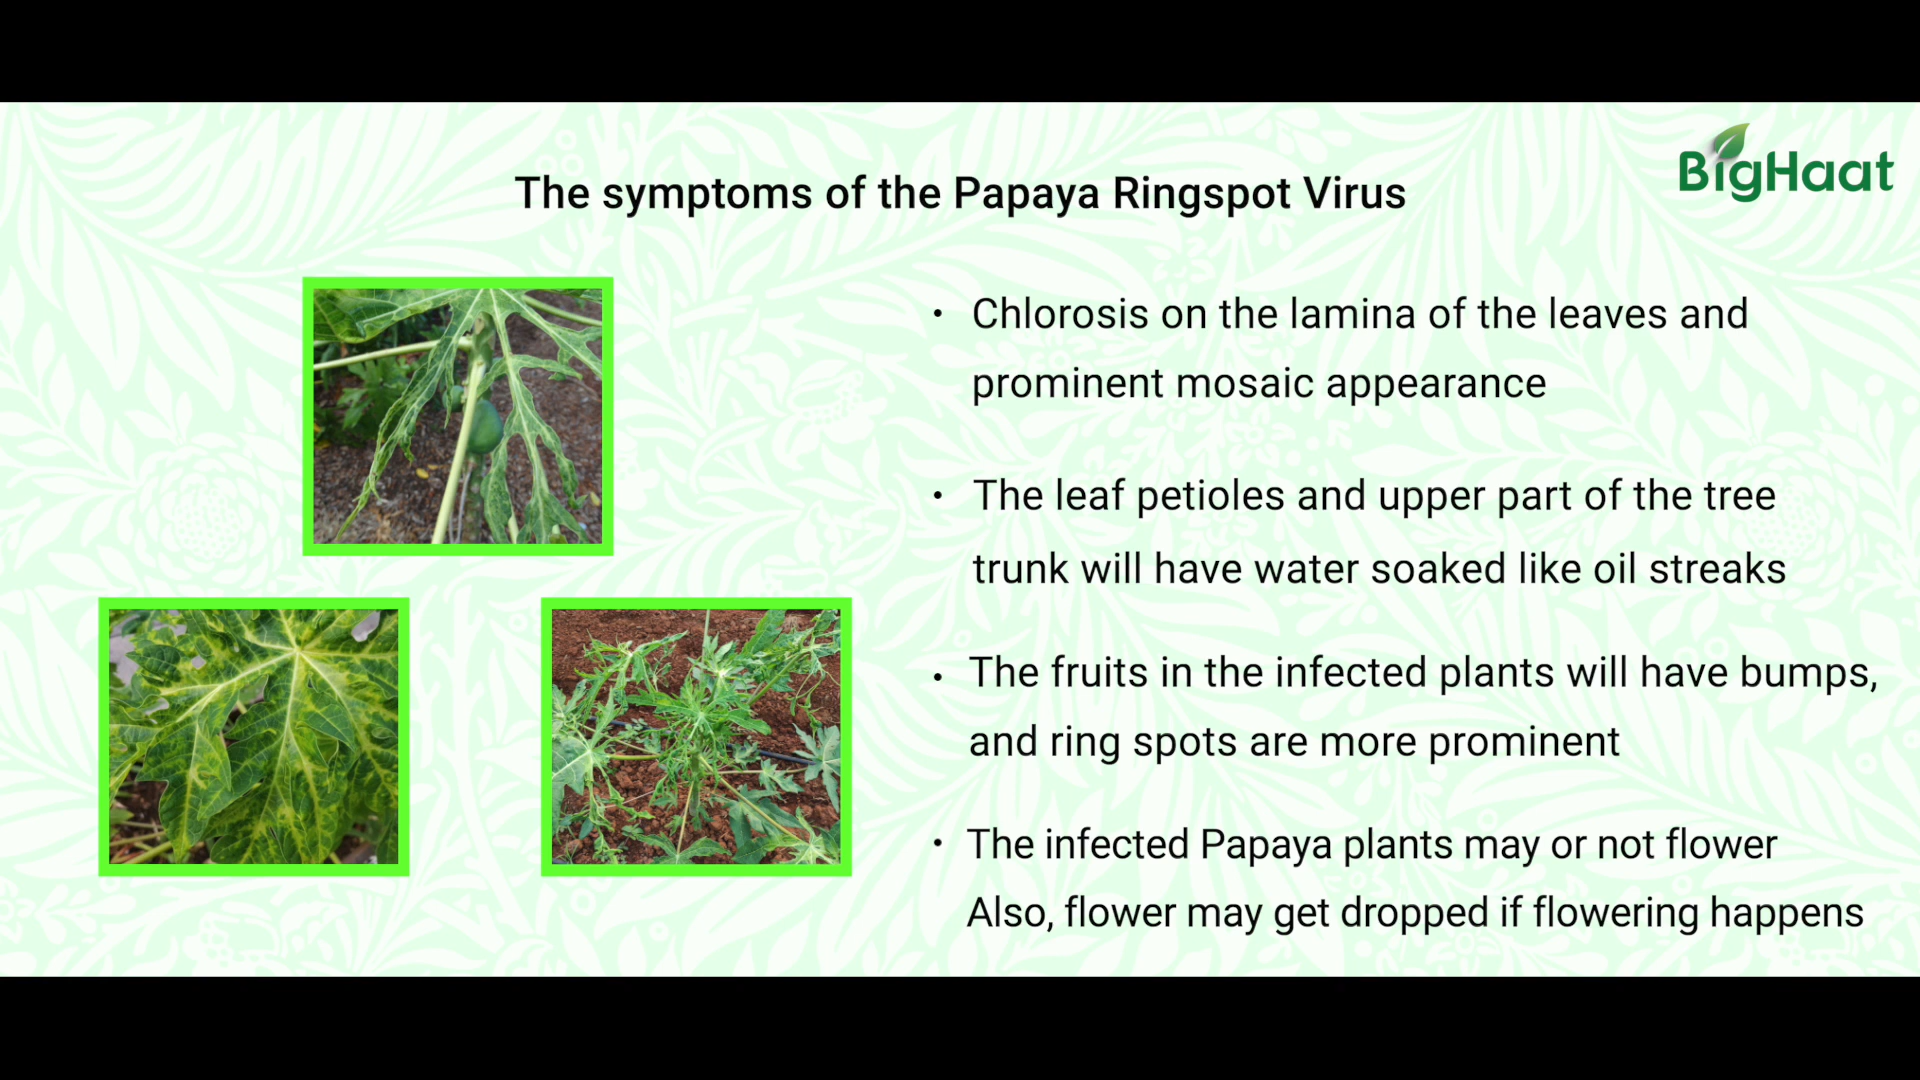 BigHaat
The symptoms of the Papaya Ringspot Virus
• Chlorosis on the lamina of the leaves and
prominent mosaic appearance
• The leaf petioles and upper part of the tree
trunk will have water soaked like oil streaks
• The fruits in the infected plants will have bumps,
and ring spots are more prominent
• The infected Papaya plants may or not flower
Also, flower may get dropped if flowering happens